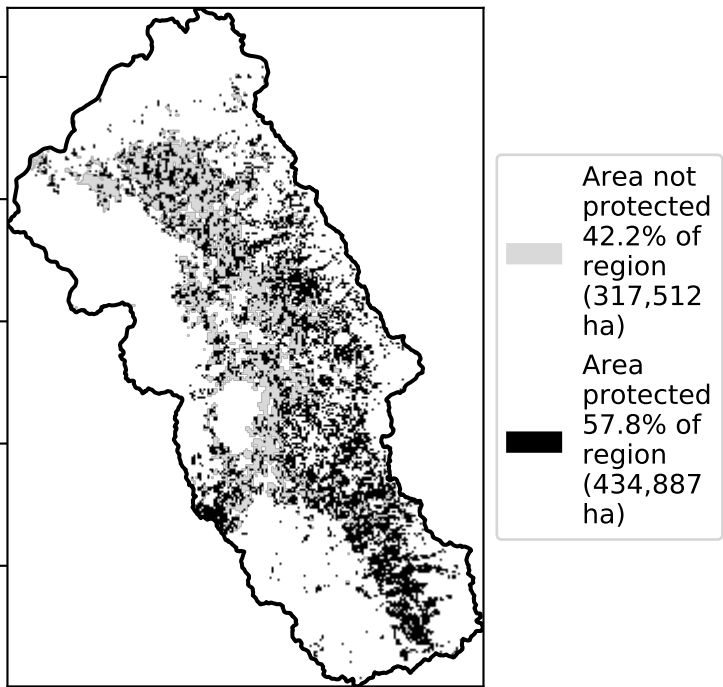 Area not
protected
42.2% of
region
(317,512
ha)
Area
protected
57.8% of
region
(434,887
ha)